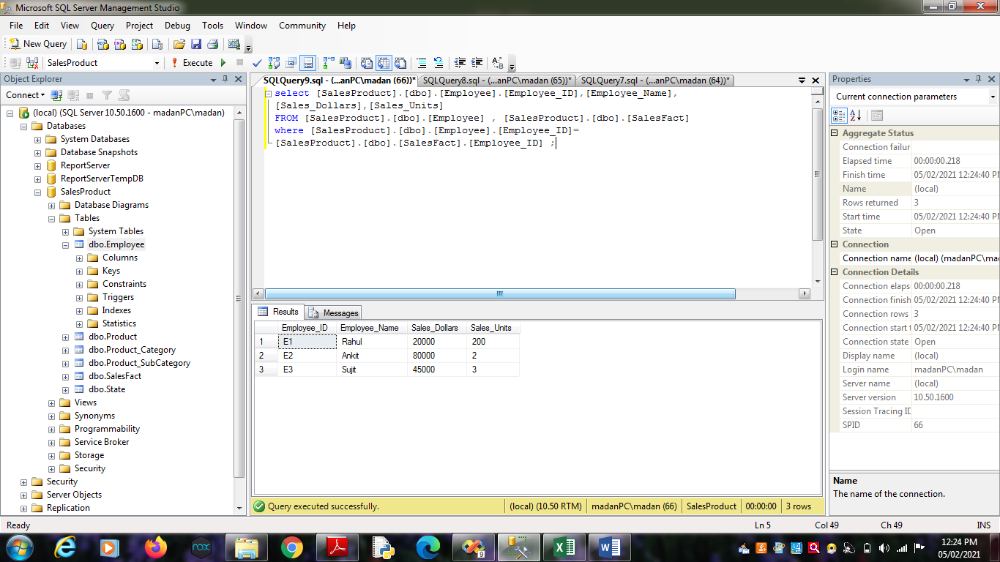 Microsoft SQL Server Management Studio
File Edit View Query Project Debug Tools Window Community Help
New Query
SalesProduct Execute
Object Explorer
Connect
(local) (SQL Server 10.50.1600 - madanPC\madan)
Databases
System Databases
Database Snapshots
ReportServer
ReportServerTempDB
SalesProduct
Database Diagrams
Tables
System Tables
dbo.Employee
Columns
Keys
Constraints
Triggers
Indexes
Statistics
dbo.Product
dbo.Product_Category
dbo.Product_SubCategory
dbo.SalesFact
dbo.State
Views
Synonyms
Programmability
Service Broker
Storage
Security
Security
Server Objects
Replication
SQLQuery9.sql - (...anPC\madan (66))* SQLQuery8.sql - (...anPC\madan (65))* SQLQuery7.sql - (...anPC\madan (64))*
select [SalesProduct].[dbo].[Employee].[Employee_ID],[Employee_Name],
[Sales_Dollars],[Sales_Units]
FROM [SalesProduct].[dbo].[Employee] , [SalesProduct].[dbo].[SalesFact]
where [SalesProduct].[dbo].[Employee].[Employee_ID]=
[SalesProduct].[dbo].[SalesFact].[Employee_ID] ;
Results Messages
Employee_ID Employee_Name Sales_Dollars Sales_Units
1 E1 Rahul 20000 200
2 E2 Ankit 80000 2
3 E3 Sujit 45000 3
Query executed successfully. (local) (10.50 RTM) madanPC\madan (66) SalesProduct 00:00:00 3 rows
Properties
Current connection parameters
Aggregate Status
Connection failur
Elapsed time 00:00:00.218
Finish time 05/02/2021 12:24:40 PM
Name (local)
Rows returned 3
Start time 05/02/2021 12:24:40 PM
State Open
Connection
Connection name (local) (madanPC\ma
Connection Details
Connection elaps 00:00:00.218
Connection finish 05/02/2021 12:24:40 PM
Connection rows 3
Connection start t 05/02/2021 12:24:40 PM
Connection state Open
Display name (local)
Login name madanPC\madan
Server name (local)
Server version 10.50.1600
Session Tracing ID
SPID 66
Name
The name of the connection.
Ready Ln 5 Col 49 Ch 49 INS
nox
12:24 PM
05/02/2021